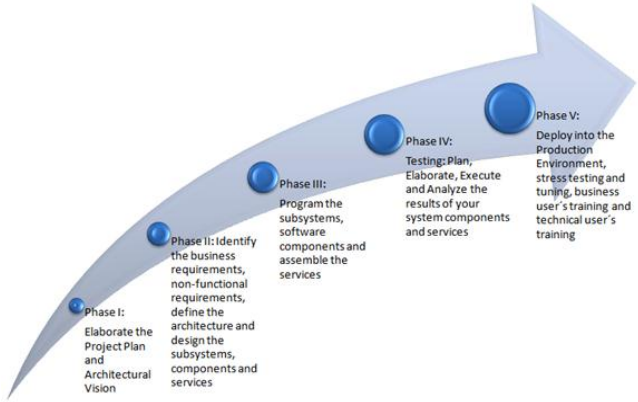 Phase I:
Elaborate the
Project Plan
and
Architectural
Vision
Phase II: Identify
the business
requirements,
non-functional
requirements,
define the
architecture and
design the
subsystems,
components and
services
Phase III:
Program the
subsystems,
software
components and
assemble the
services
Phase IV:
Testing: Plan,
Elaborate, Execute
and Analyze the
results of your
system components
and services
Phase V:
Deploy into the
Production
Environment,
stress testing and
tuning, business
user´s training and
technical user´s
training